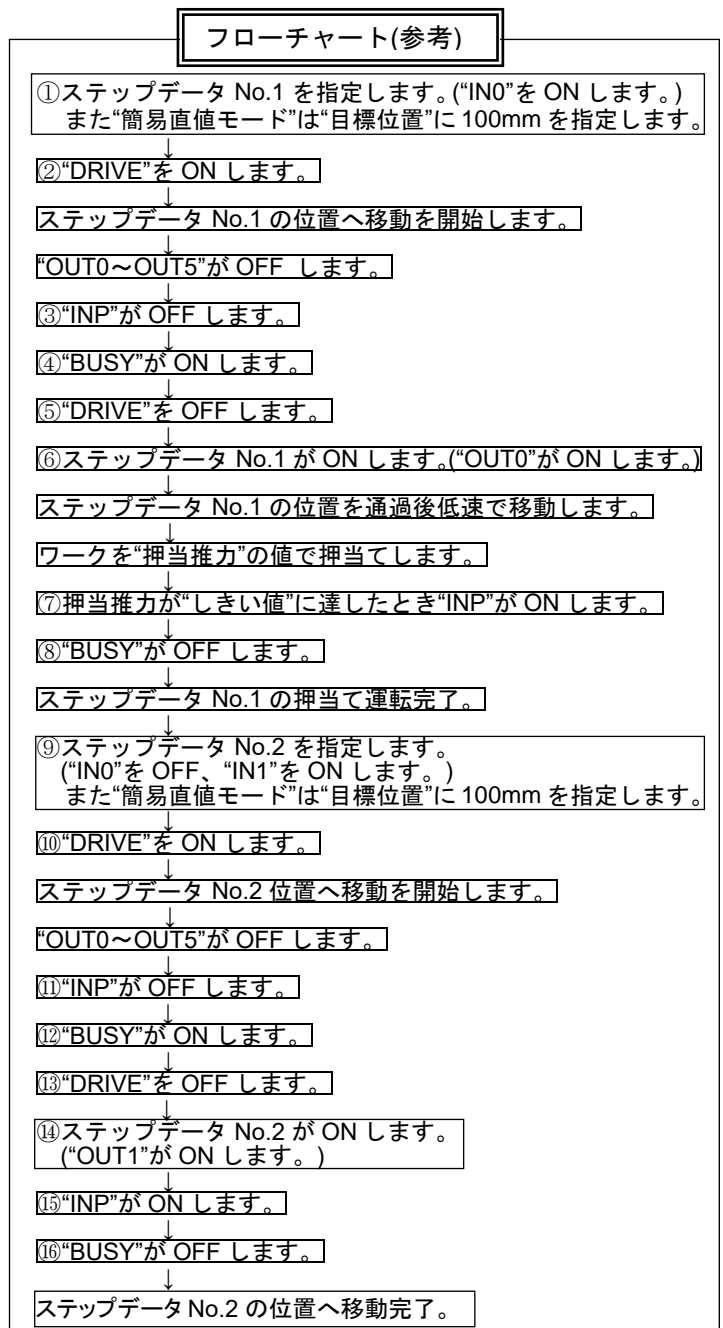 フローチャート(参考)
①ステップデータ No.1 を指定します。(“IN0”を ON します。)
また“簡易直値モード”は“目標位置”に 100mm を指定します。
↓
②“DRIVE”を ON します。
↓
ステップデータ No.1 の位置へ移動を開始します。
↓
“OUT0～OUT5”が OFF します。
↓
③“INP”が OFF します。
↓
④“BUSY”が ON します。
↓
⑤“DRIVE”を OFF します。
↓
⑥ステップデータ No.1 が ON します。(“OUT0”が ON します。)
↓
ステップデータ No.1 の位置を通過後低速で移動します。
↓
ワークを“押当推力”の値で押当てします。
↓
⑦押当推力が“しきい値”に達したとき“INP”が ON します。
↓
⑧“BUSY”が OFF します。
↓
ステップデータ No.1 の押当て運転完了。
↓
⑨ステップデータ No.2 を指定します。
(“IN0”を OFF、“IN1”を ON します。)
また“簡易直値モード”は“目標位置”に 100mm を指定します。
↓
⑩“DRIVE”を ON します。
↓
ステップデータ No.2 位置へ移動を開始します。
↓
“OUT0～OUT5”が OFF します。
↓
⑪“INP”が OFF します。
↓
⑫“BUSY”が ON します。
↓
⑬“DRIVE”を OFF します。
↓
⑭ステップデータ No.2 が ON します。
(“OUT1”が ON します。)
↓
⑮“INP”が ON します。
↓
⑯“BUSY”が OFF します。
↓
ステップデータ No.2 の位置へ移動完了。